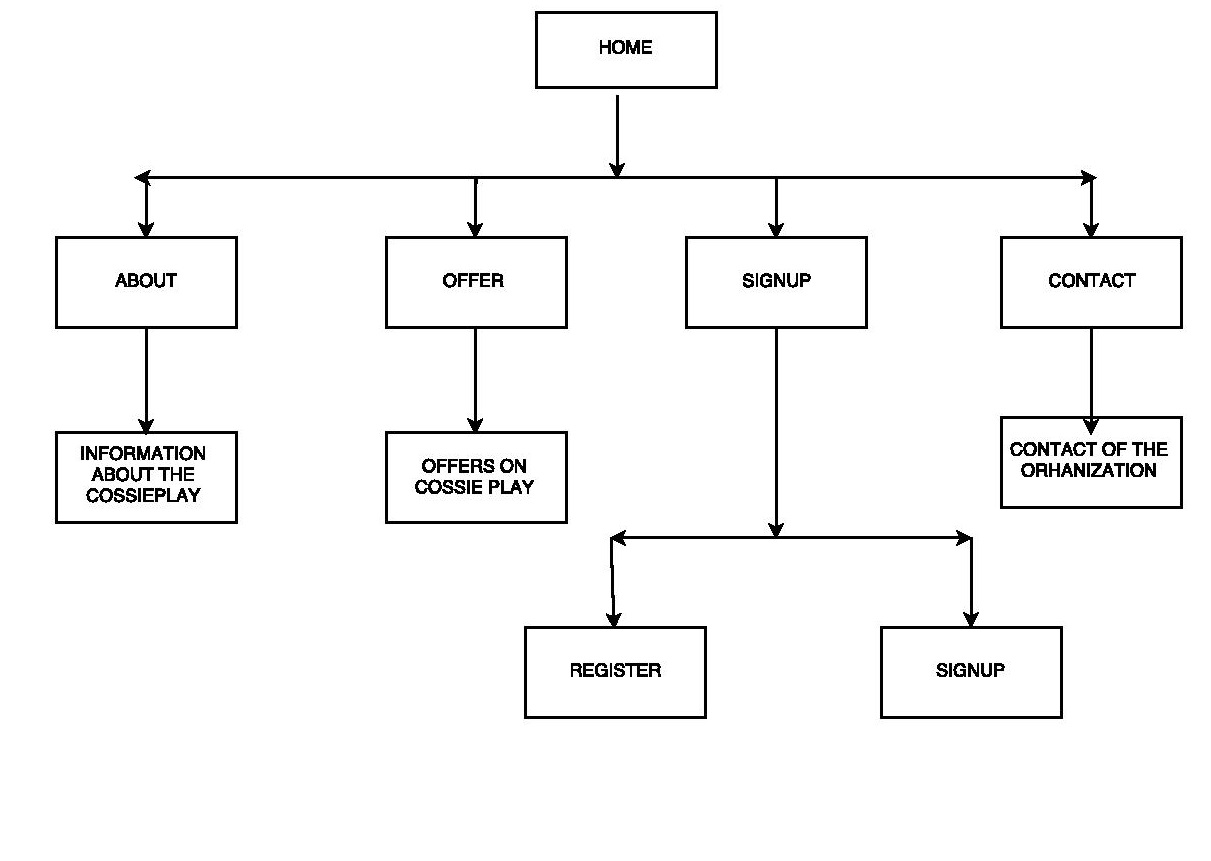 HOME
ABOUT
OFFER
SIGNUP
CONTACT
INFORMATION
ABOUT THE
COSSIEPLAY
OFFERS ON
COSSIE PLAY
CONTACT OF THE
ORHANIZATION
REGISTER
SIGNUP